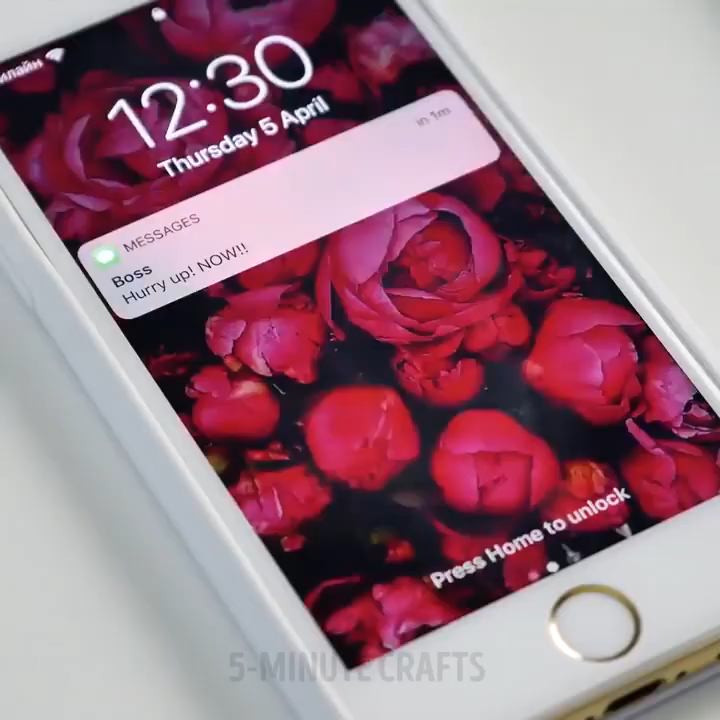 илайн
12:30
Thursday 5 April
MESSAGES
in 1m
Boss
Hurry up! NOW!!
Press Home to unlock
5-MINUTE CRAFTS